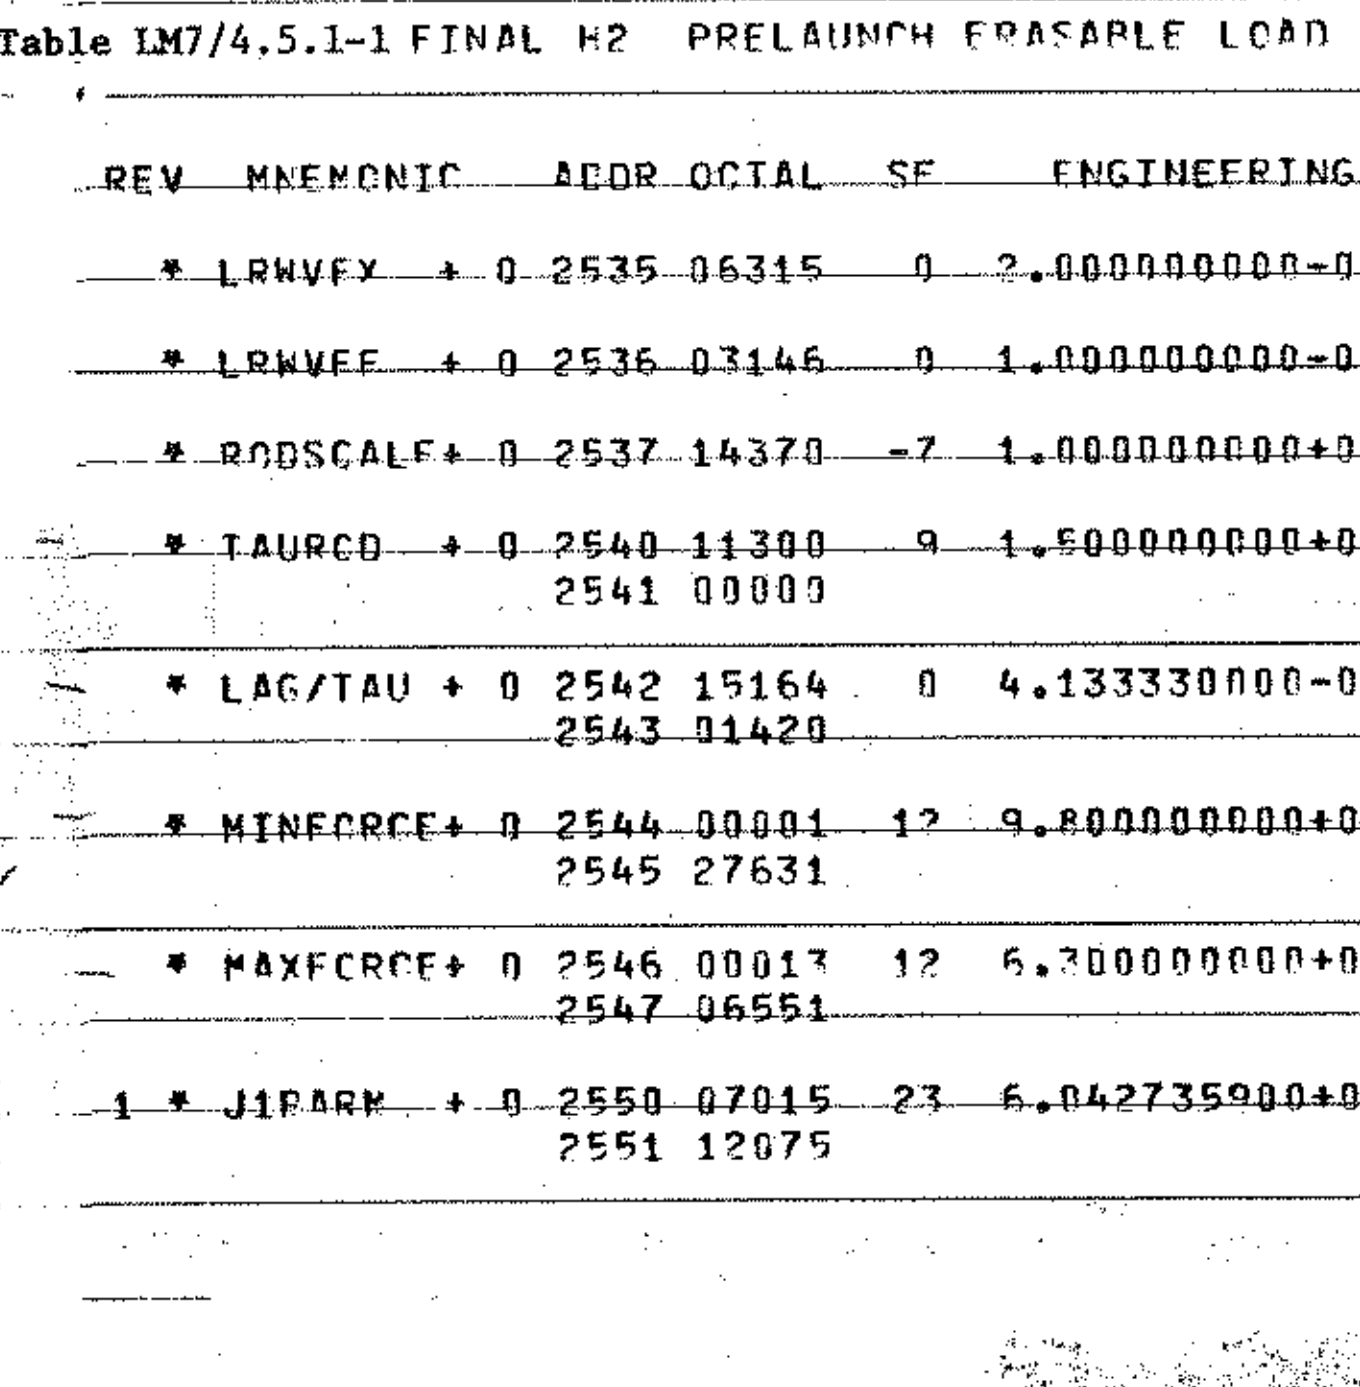 Table LM7/4.5.1-1 FINAL H2 PRELAUNCH ERASABLE LOAD
REV MNEMONIC ADDR OCTAL SF ENGINEERING
* LRWVFX + 0 2535 06315 0 2.000000000-0
* LRWVFF + 0 2536 03146 0 1.000000000-0
* RODSCALE+ 0 2537 14370 -7 1.000000000+0
* TAUROD + 0 2540 11300 9 1.500000000+0
2541 00000
* LAG/TAU + 0 2542 15164 0 4.133330000-0
2543 01420
* MINFORCE+ 0 2544 00001 12 9.800000000+0
2545 27631
* MAXFORCE+ 0 2546 00013 12 6.300000000+0
2547 06551
1 * J1PARM + 0 2550 07015 23 6.042735900+0
2551 12075